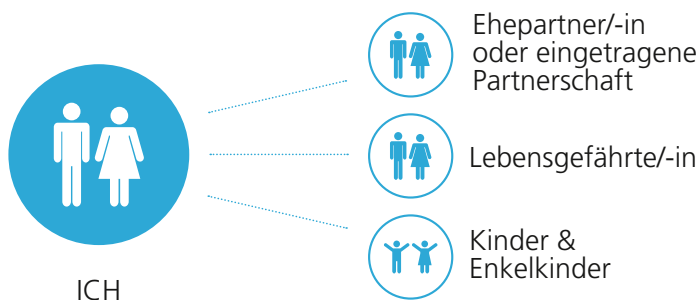 Ehepartner/-in
oder eingetragene
Partnerschaft
Lebensgefährte/-in
Kinder &
Enkelkinder
ICH